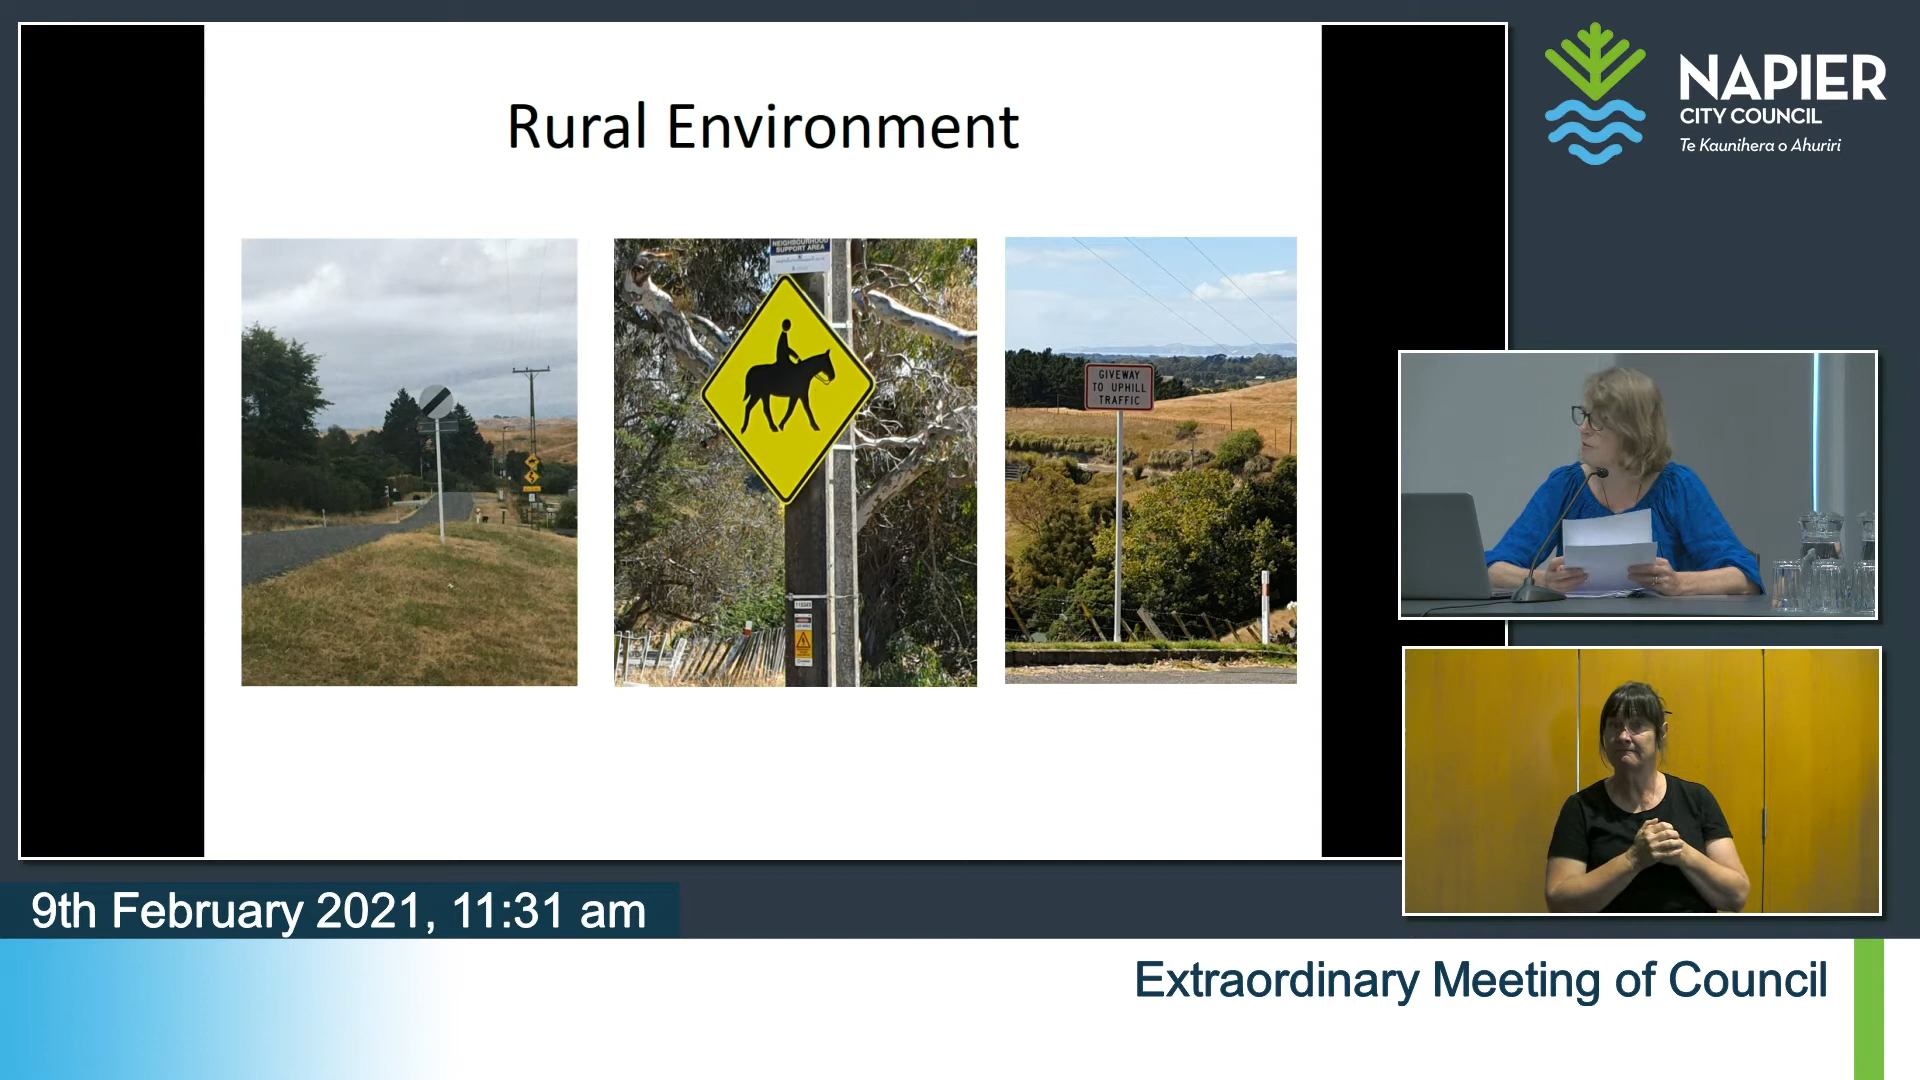 Rural Environment
NEIGHBOURHOOD
SUPPORT AREA
GIVEWAY
TO UPHILL
TRAFFIC
NAPIER
CITY COUNCIL
Te Kaunihera o Ahuriri
9th February 2021, 11:31 am
Extraordinary Meeting of Council